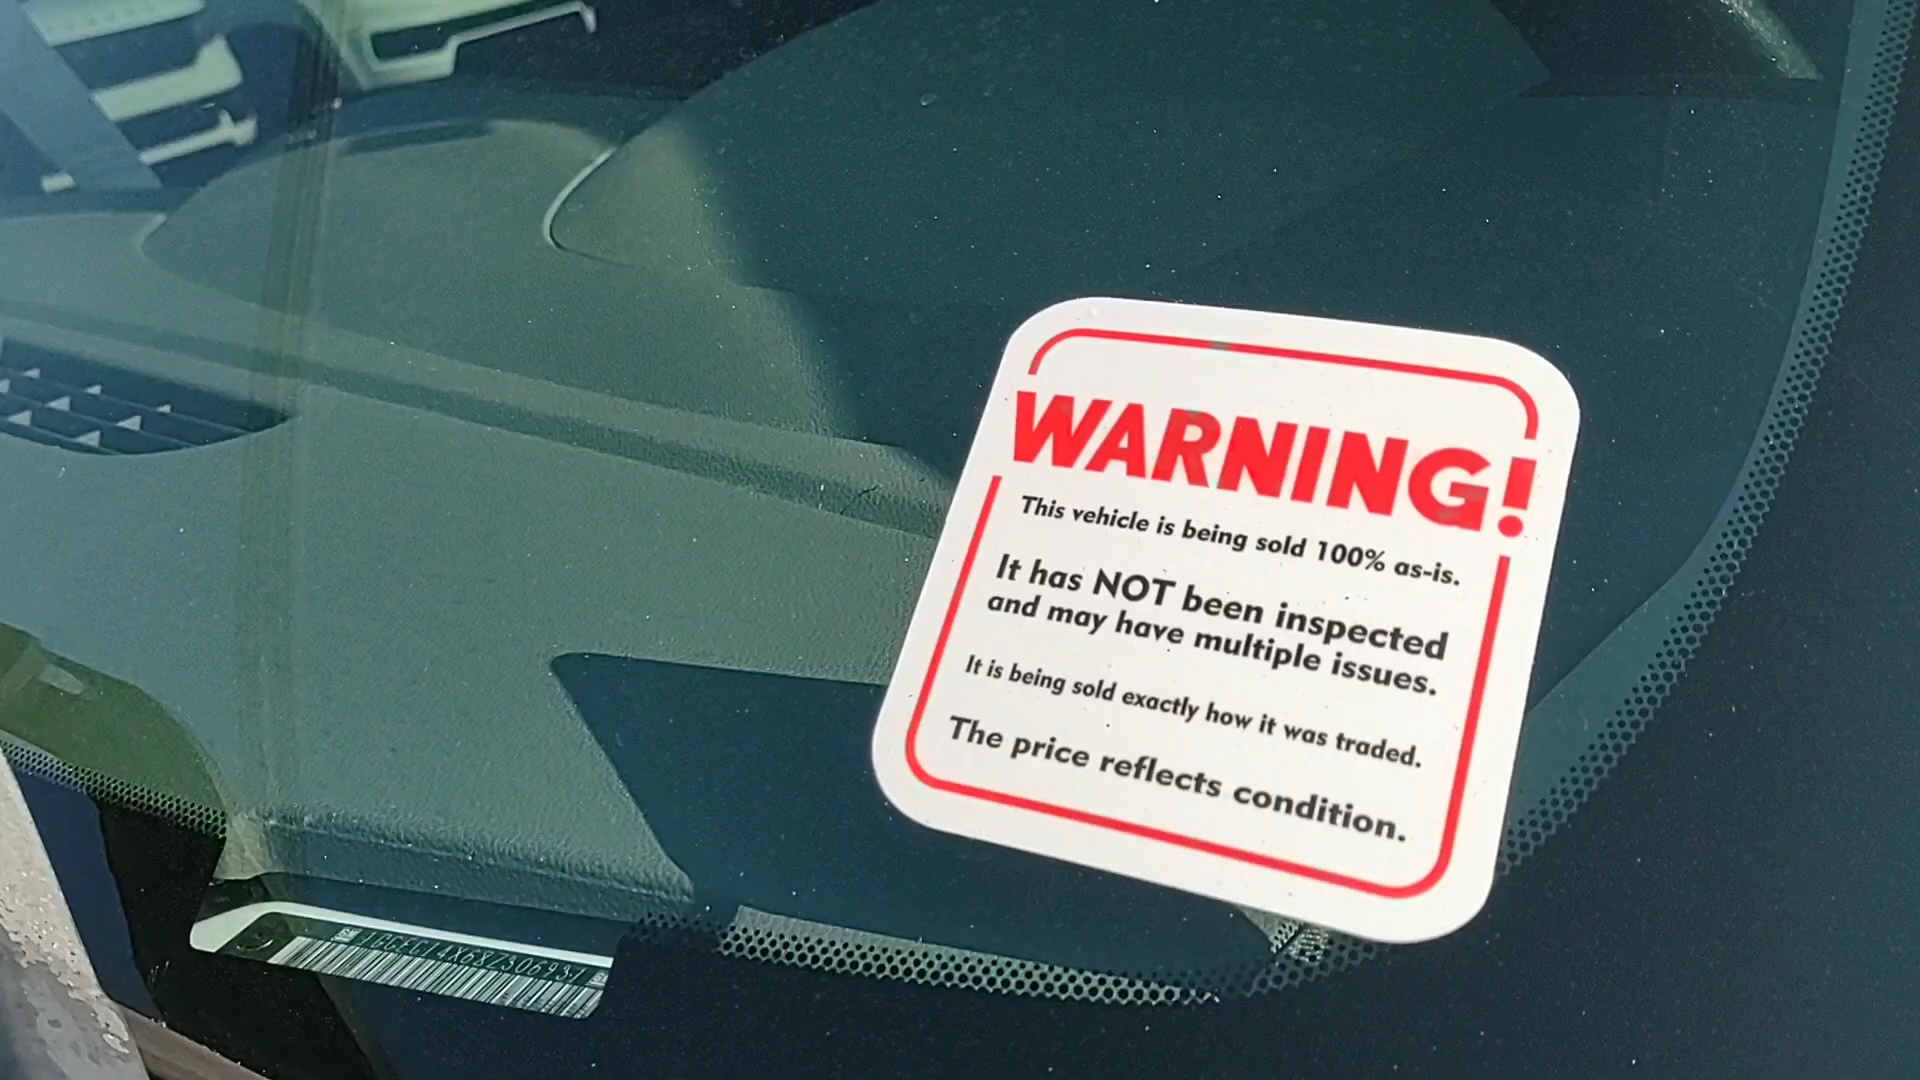 WARNING!
This vehicle is being sold 100% as-is.
It has NOT been inspected
and may have multiple issues.
It is being sold exactly how it was traded.
The price reflects condition.